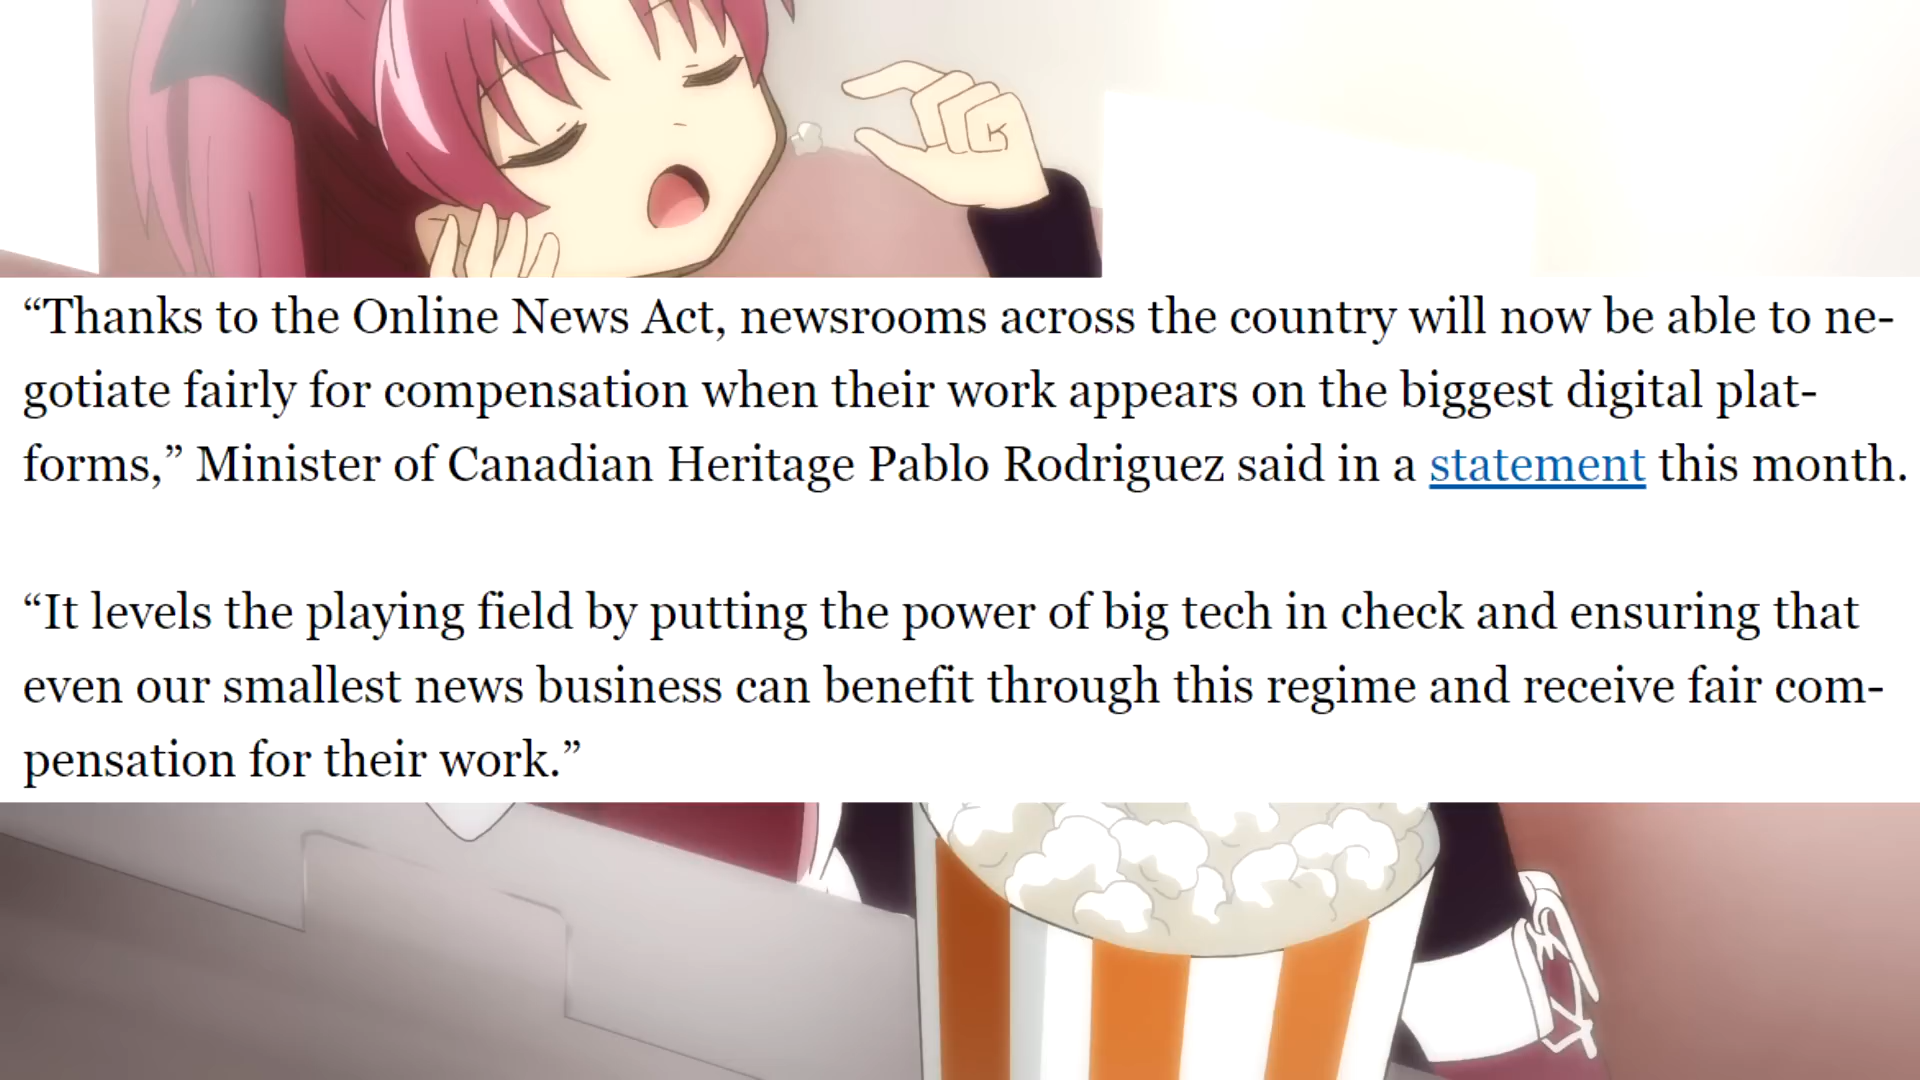 “Thanks to the Online News Act, newsrooms across the country will now be able to ne-
gotiate fairly for compensation when their work appears on the biggest digital plat-
forms,” Minister of Canadian Heritage Pablo Rodriguez said in a statement this month.
“It levels the playing field by putting the power of big tech in check and ensuring that
even our smallest news business can benefit through this regime and receive fair com-
pensation for their work.”